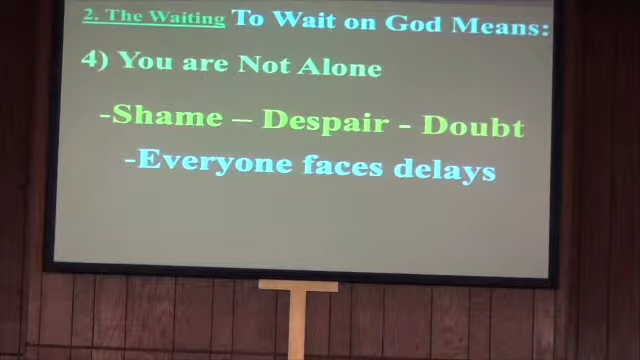 2. The Waiting To Wait on God Means:
4) You are Not Alone
-Shame – Despair - Doubt
-Everyone faces delays